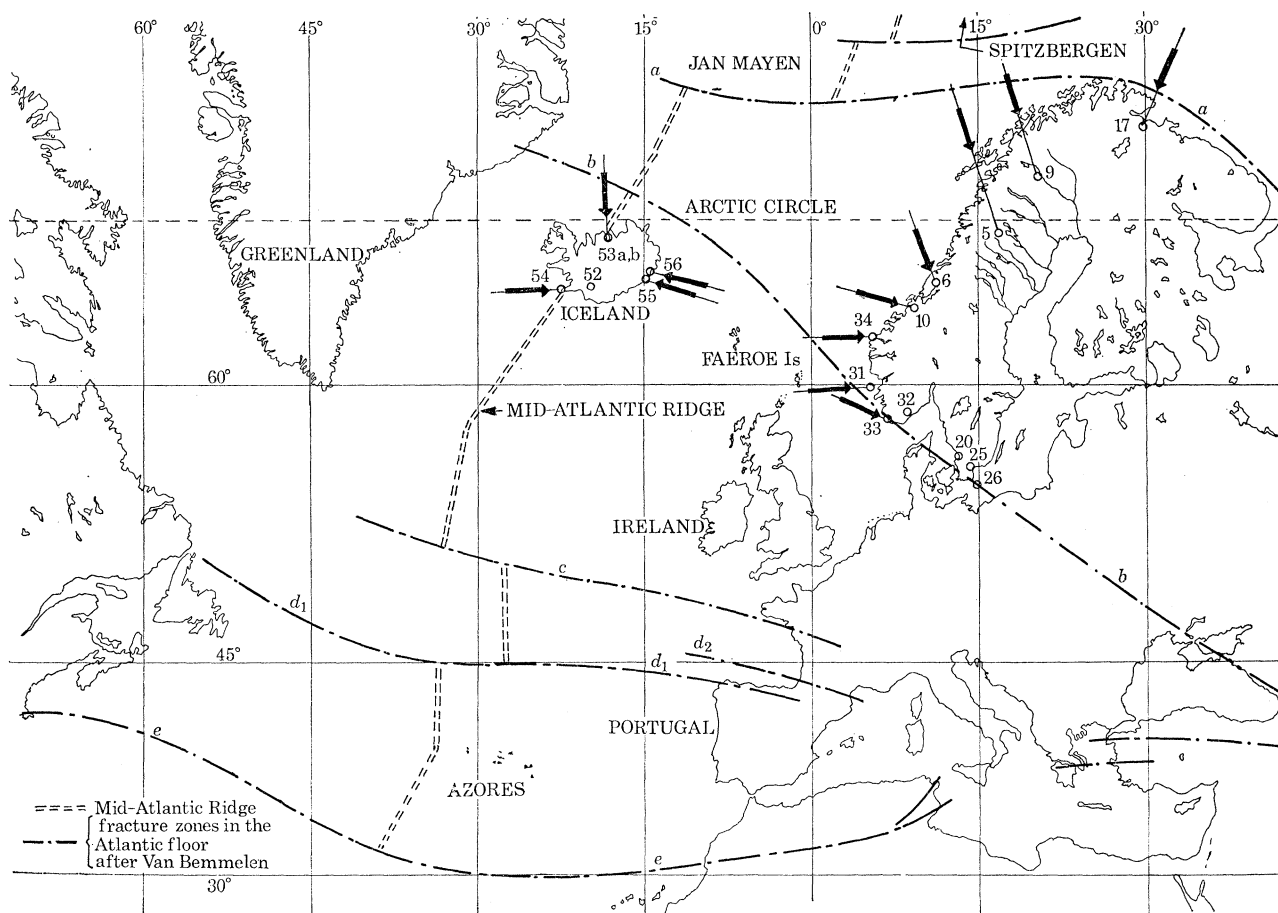 60° 45° 30° 15° 0° 15° 30°
SPITZBERGEN
JAN MAYEN
a
a
17
b
9
ARCTIC CIRCLE
GREENLAND
5
53a,b
56
54
52
55
6
ICELAND
10
34
FAEROE Is
31
60°
32
MID-ATLANTIC RIDGE
33
20
25
26
IRELAND
c
b
d1
d2
45°
d1
e
PORTUGAL
AZORES
Mid-Atlantic Ridge
fracture zones in the
Atlantic floor
after Van Bemmelen
e
30°